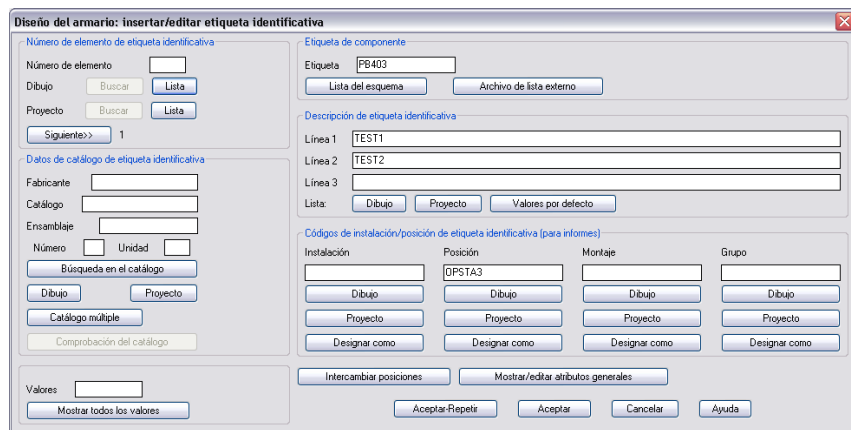 Diseño del armario: insertar/editar etiqueta identificativa
Número de elemento de etiqueta identificativa
Número de elemento
Dibujo Buscar Lista
Proyecto Buscar Lista
Siguiente>> 1
Datos de catálogo de etiqueta identificativa
Fabricante
Catálogo
Ensamblaje
Número Unidad
Búsqueda en el catálogo
Dibujo Proyecto
Catálogo múltiple
Comprobación del catálogo
Valores
Mostrar todos los valores
Etiqueta de componente
Etiqueta PB403
Lista del esquema Archivo de lista externo
Descripción de etiqueta identificativa
Línea 1 TEST1
Línea 2 TEST2
Línea 3
Lista: Dibujo Proyecto Valores por defecto
Códigos de instalación/posición de etiqueta identificativa (para informes)
Instalación Posición Montaje Grupo
OPSTA3
Dibujo Dibujo Dibujo Dibujo
Proyecto Proyecto Proyecto Proyecto
Designar como Designar como Designar como Designar como
Intercambiar posiciones Mostrar/editar atributos generales
Aceptar-Repetir Aceptar Cancelar Ayuda